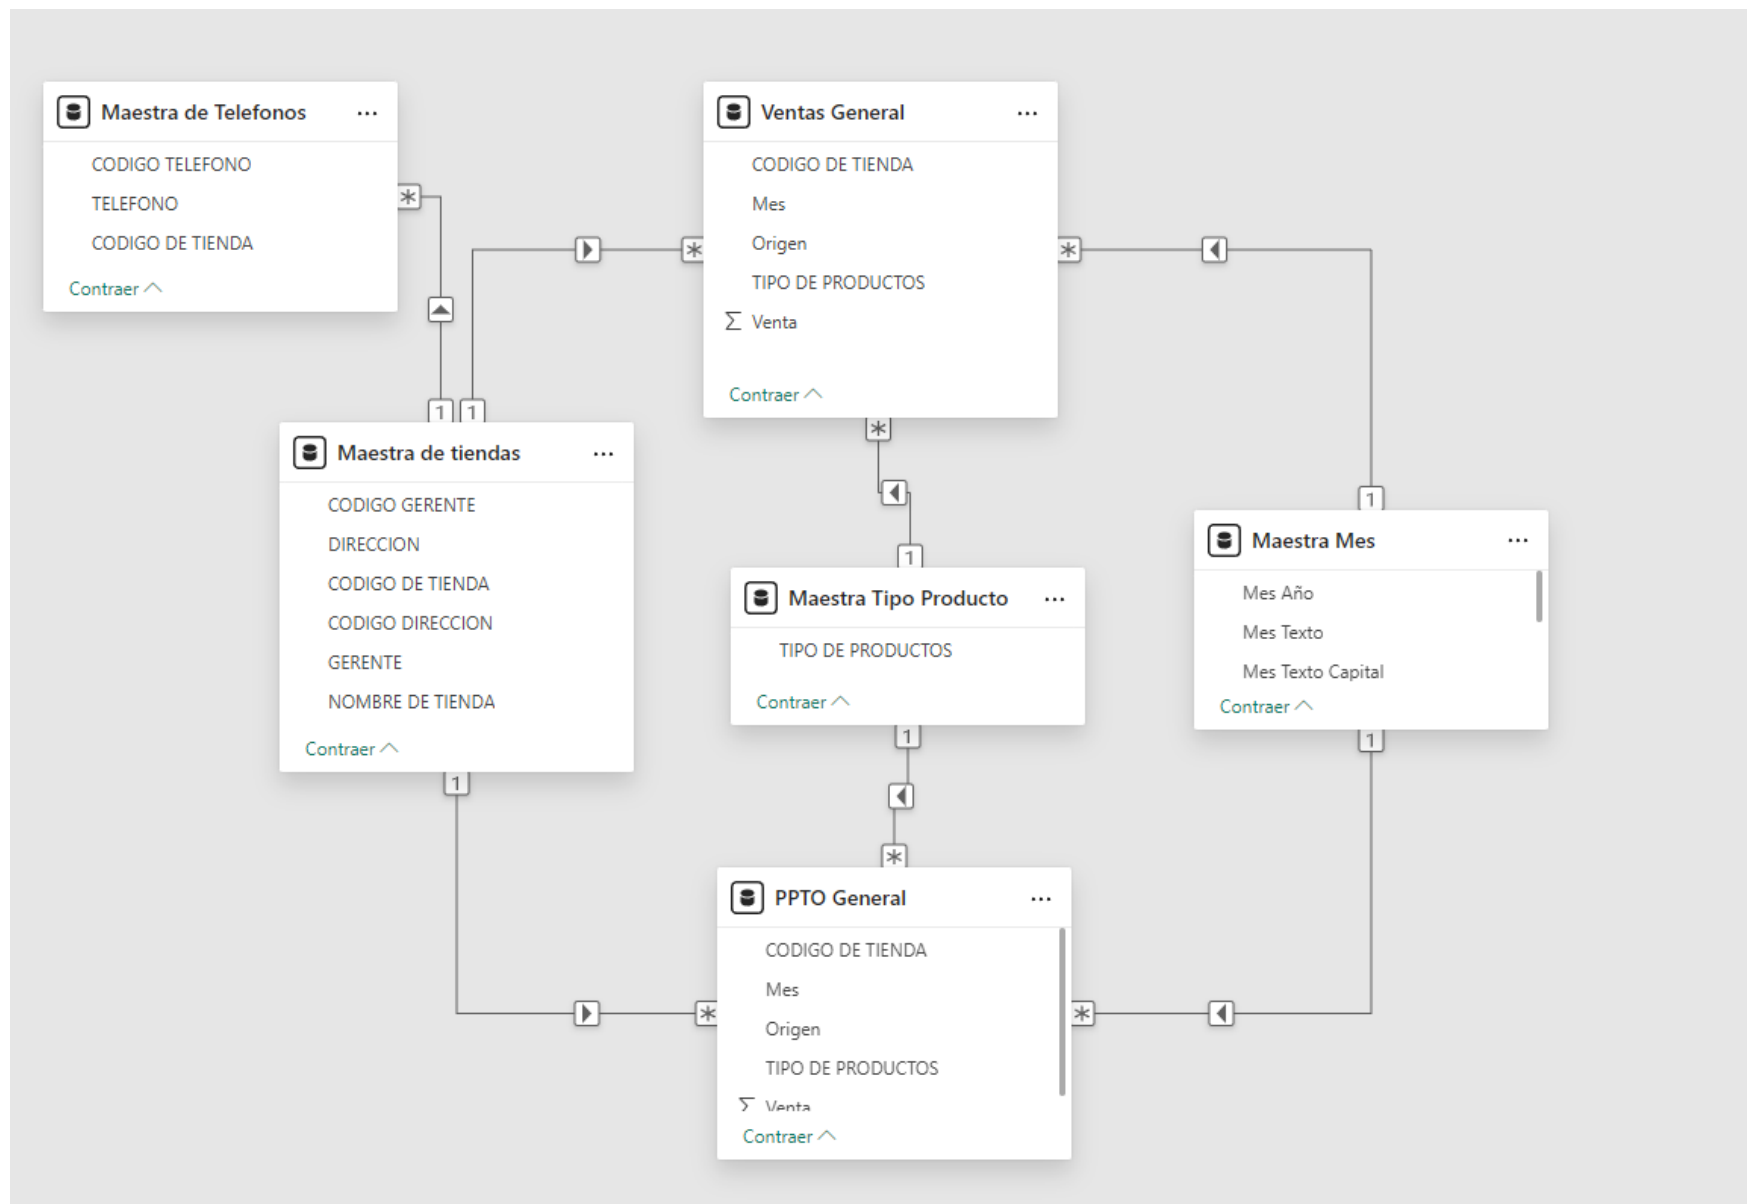 Maestra de Telefonos ...
CODIGO TELEFONO
TELEFONO
CODIGO DE TIENDA
Contraer
Ventas General ...
CODIGO DE TIENDA
Mes
Origen
TIPO DE PRODUCTOS
Σ Venta
Contraer
*
*
*
*
1
1
Maestra de tiendas ...
CODIGO GERENTE
DIRECCION
CODIGO DE TIENDA
CODIGO DIRECCION
GERENTE
NOMBRE DE TIENDA
Contraer
1
1
Maestra Tipo Producto ...
TIPO DE PRODUCTOS
Contraer
1
1
Maestra Mes ...
Mes Año
Mes Texto
Mes Texto Capital
Contraer
1
*
*
*
PPTO General ...
CODIGO DE TIENDA
Mes
Origen
TIPO DE PRODUCTOS
Σ Venta
Contraer